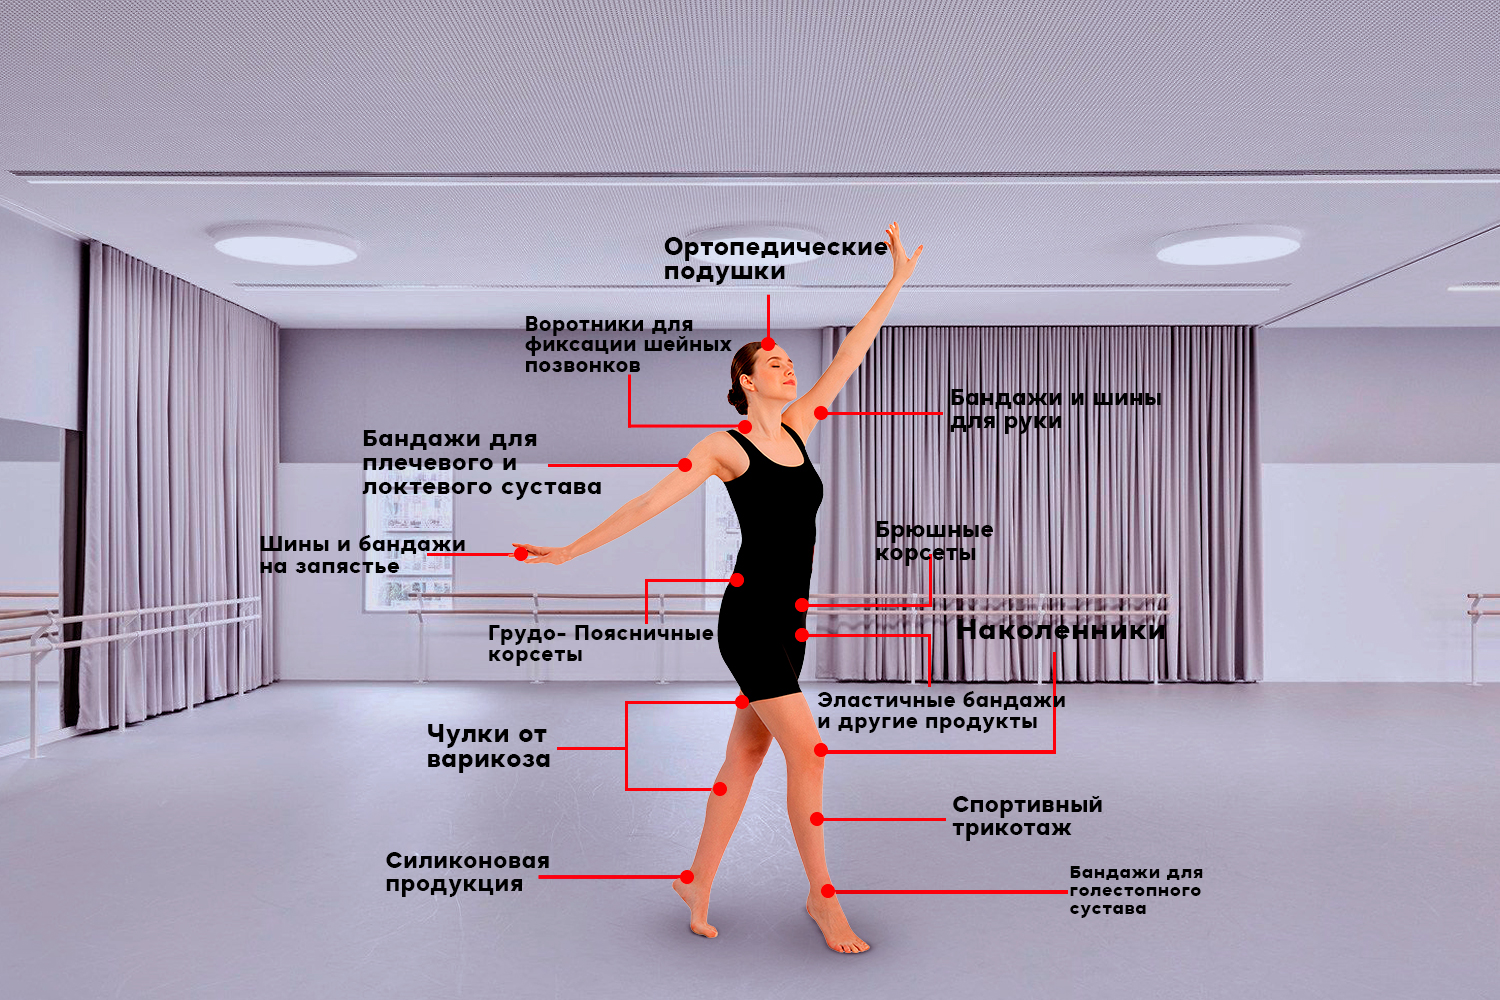 Ортопедические
подушки
Воротники для
фиксации шейных
позвонков
Бандажи и шины
для руки
Бандажи для
плечевого и
локтевого сустава
Брюшные
корсеты
Шины и бандажи
на запястье
Грудо- Поясничные
корсеты
Наколенники
Эластичные бандажи
и другие продукты
Чулки от
варикоза
Спортивный
трикотаж
Силиконовая
продукция
Бандажи для
голестопного
сустава